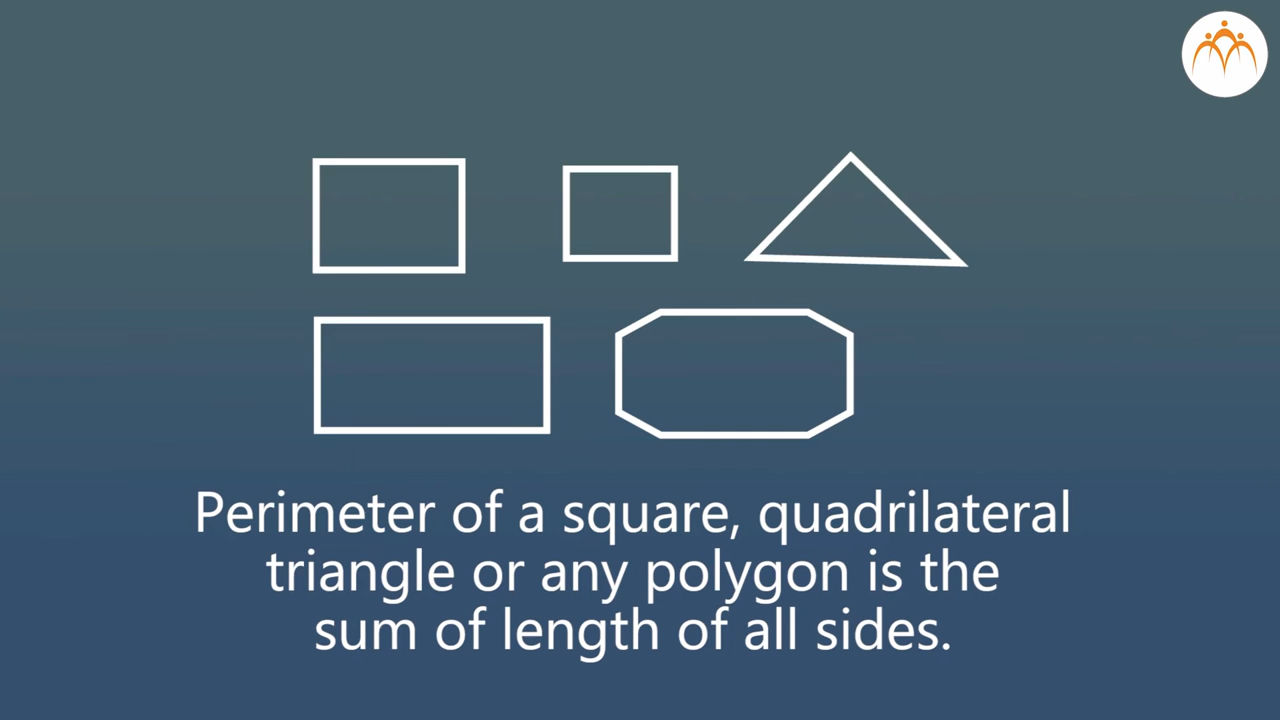 Perimeter of a square, quadrilateral
triangle or any polygon is the
sum of length of all sides.